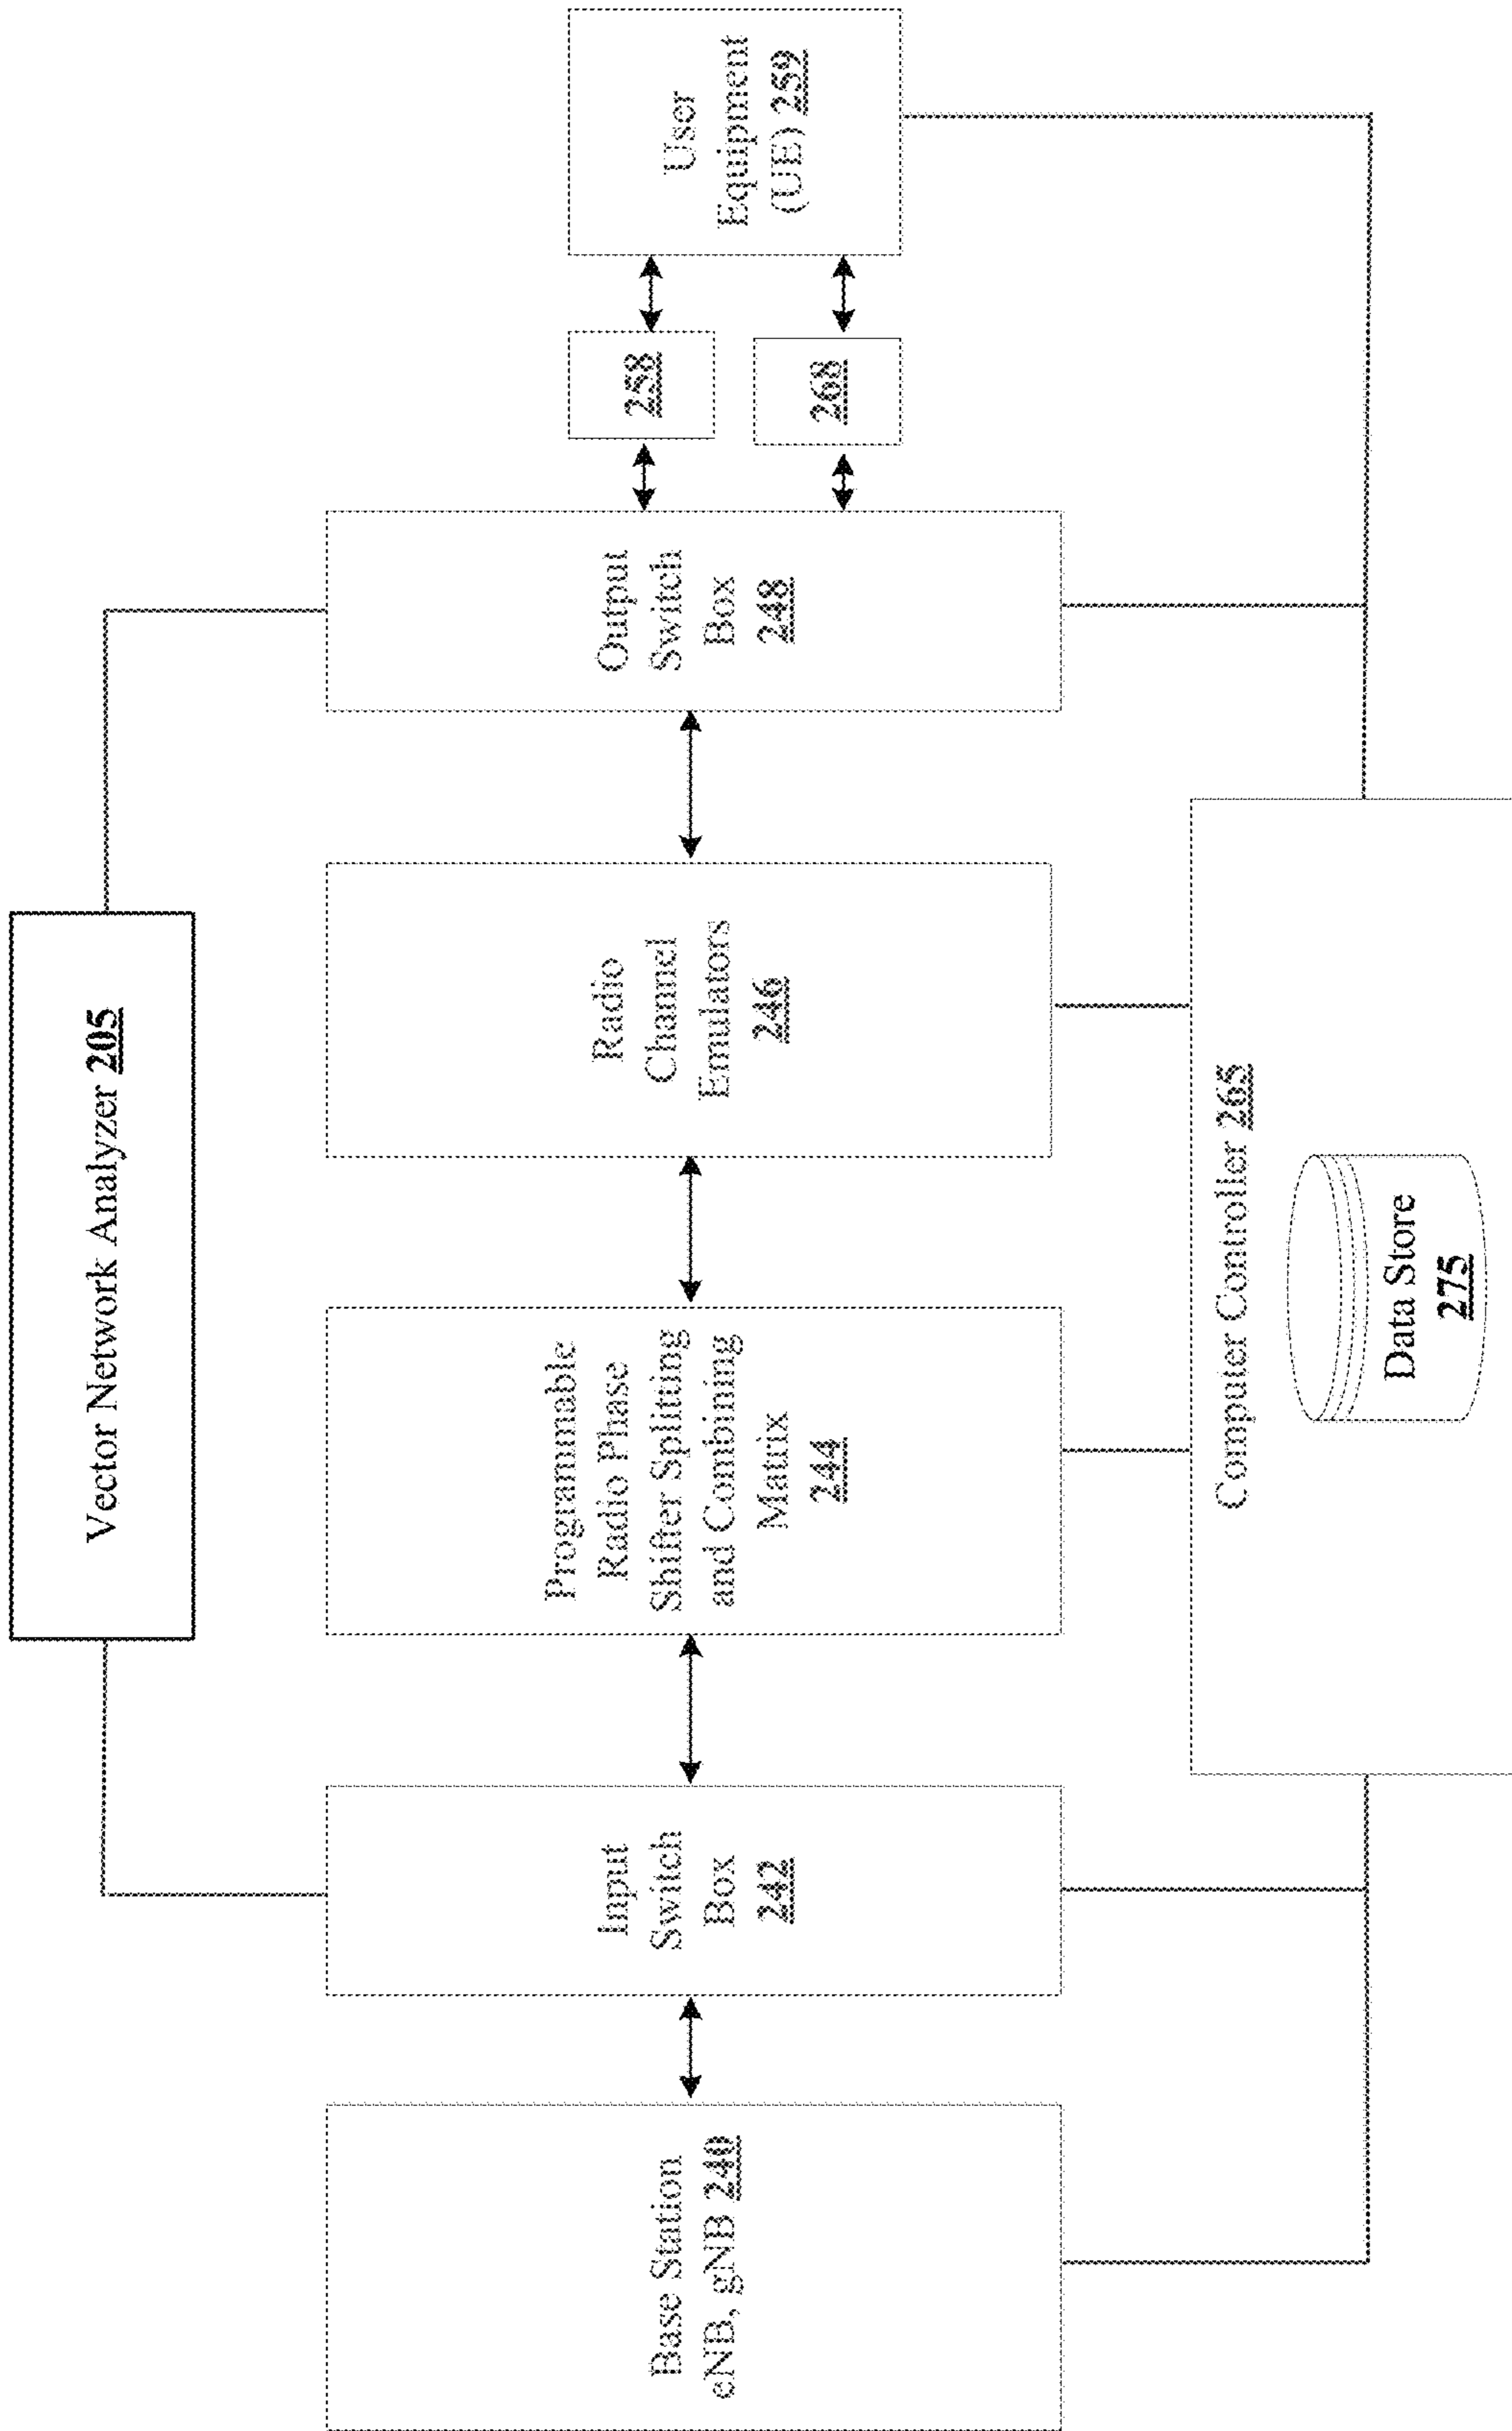 Vector Network Analyzer 205
Base Station
eNB, gNB 240
Input
Switch
Box
242
Programmable
Radio Phase
Shifter Splitting
and Combining
Matrix
244
Radio
Channel
Emulators
246
Output
Switch
Box
248
258
268
User
Equipment
(UE) 259
Computer Controller 265
Data Store
275